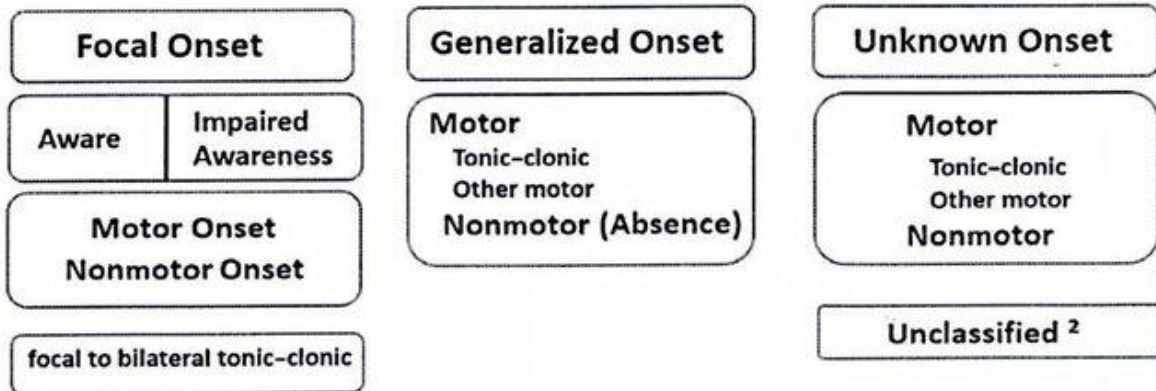 Focal Onset
Aware
Impaired
Awareness
Motor Onset
Nonmotor Onset
focal to bilateral tonic-clonic
Generalized Onset
Motor
Tonic-clonic
Other motor
Nonmotor (Absence)
Unknown Onset
Motor
Tonic-clonic
Other motor
Nonmotor
Unclassified ²